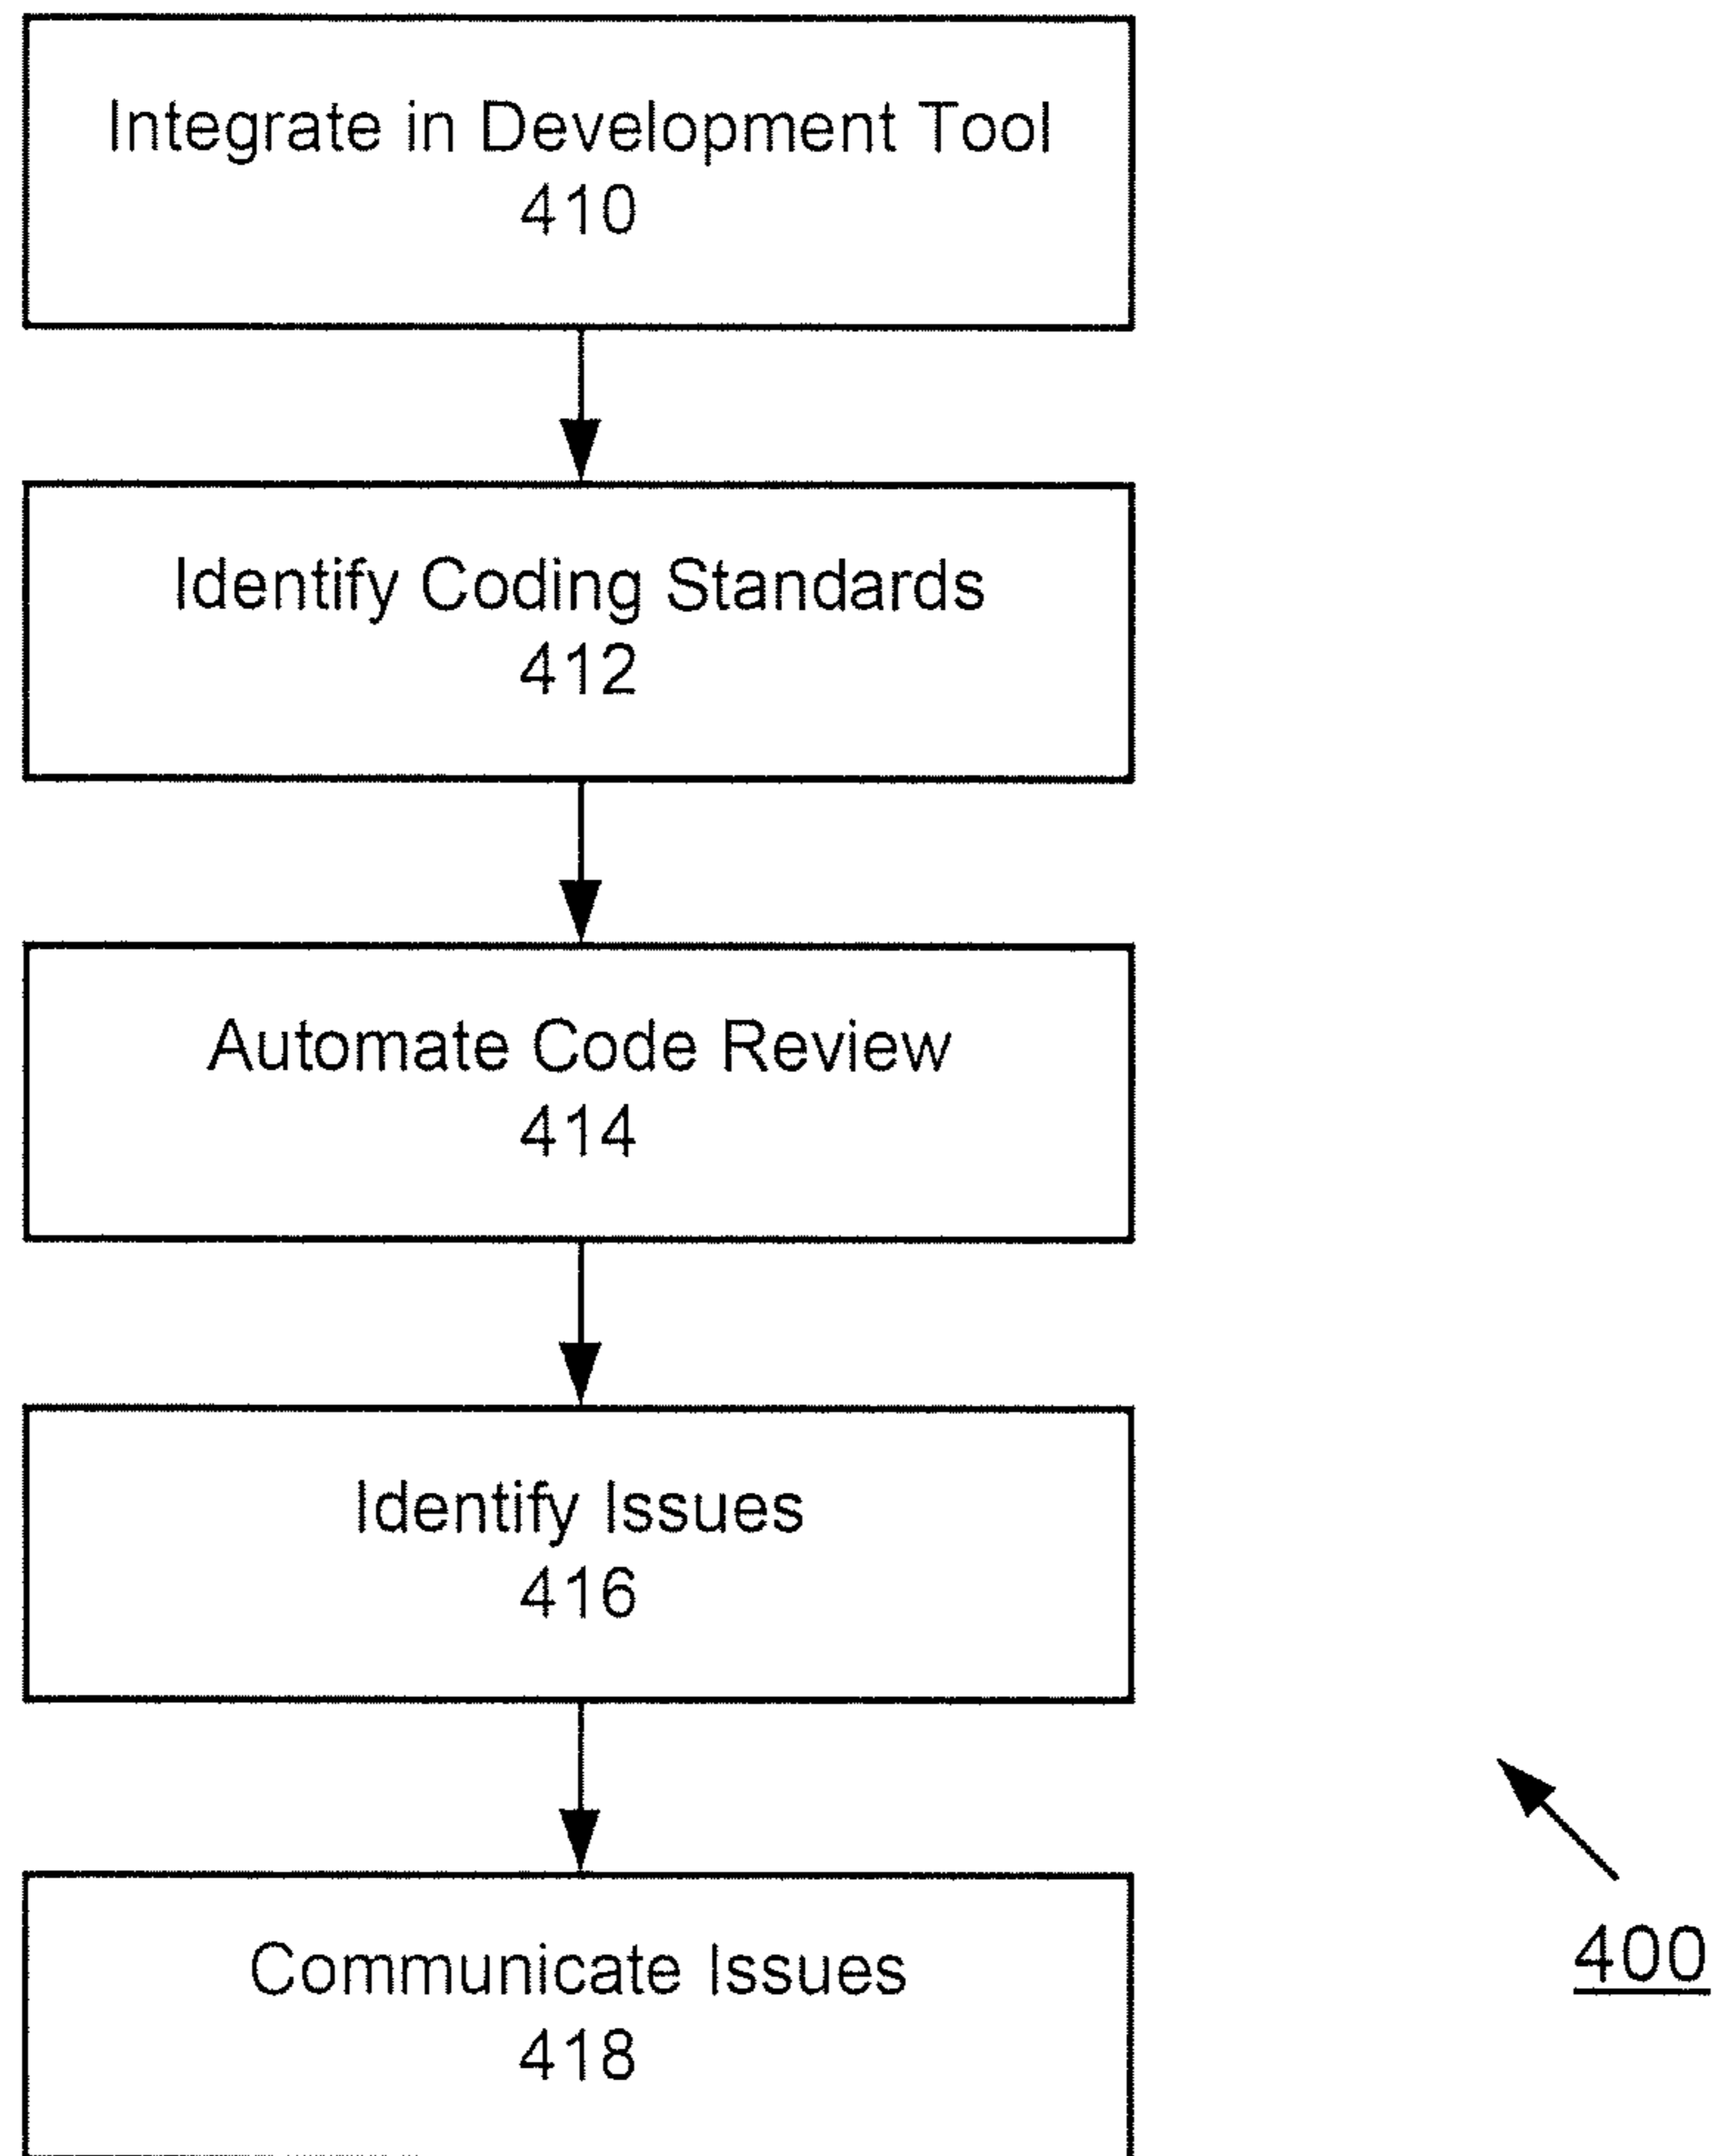 Integrate in Development Tool
410
Identify Coding Standards
412
Automate Code Review
414
Identify Issues
416
Communicate Issues
418
400